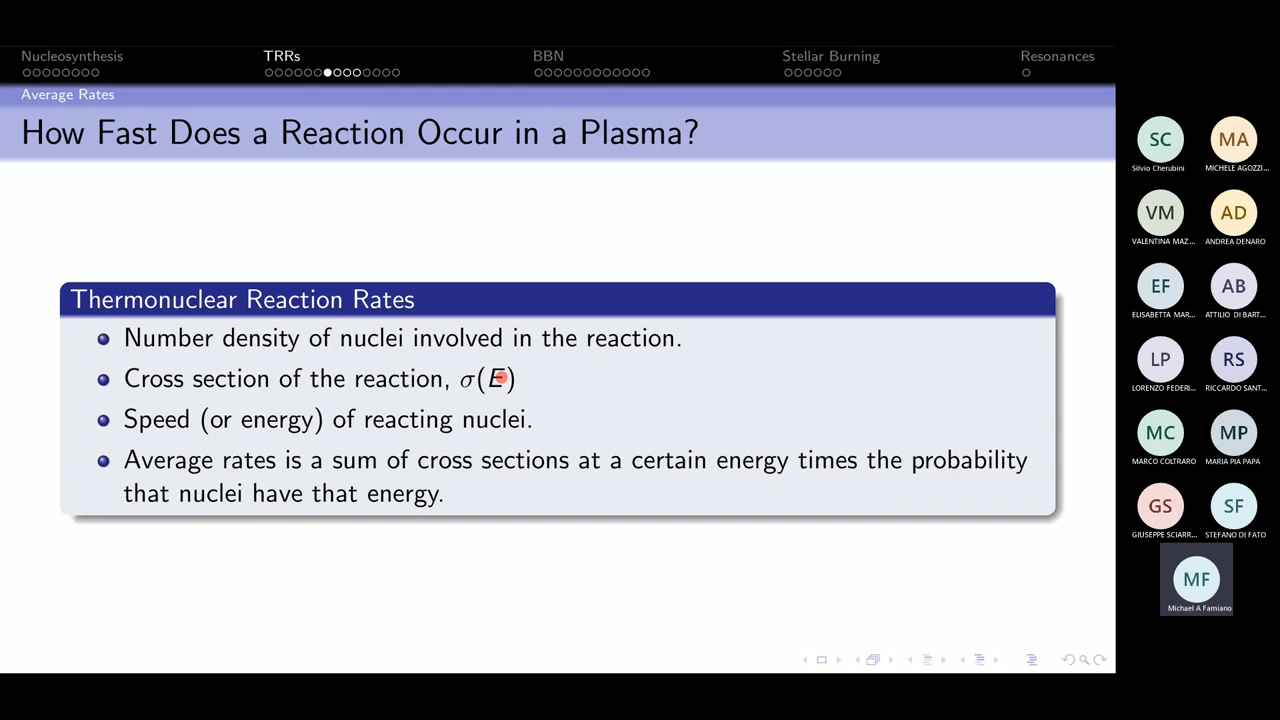 Nucleosynthesis TRRs BBN Stellar Burning Resonances
Average Rates
How Fast Does a Reaction Occur in a Plasma?
Thermonuclear Reaction Rates
Number density of nuclei involved in the reaction.
Cross section of the reaction, σ(E)
Speed (or energy) of reacting nuclei.
Average rates is a sum of cross sections at a certain energy times the probability
that nuclei have that energy.
SC MA
Silvio Cherubini MICHELE AGOZZI...
VM AD
VALENTINA MAZ... ANDREA DENARO
EF AB
ELISABETTA MAR... ATTILIO DI BART...
LP RS
LORENZO FEDERI... RICCARDO SANT...
MC MP
MARCO COLTRARO MARIA PIA PAPA
GS SF
GIUSEPPE SCIARR... STEFANO DI FATO
MF
Michael A Famiano